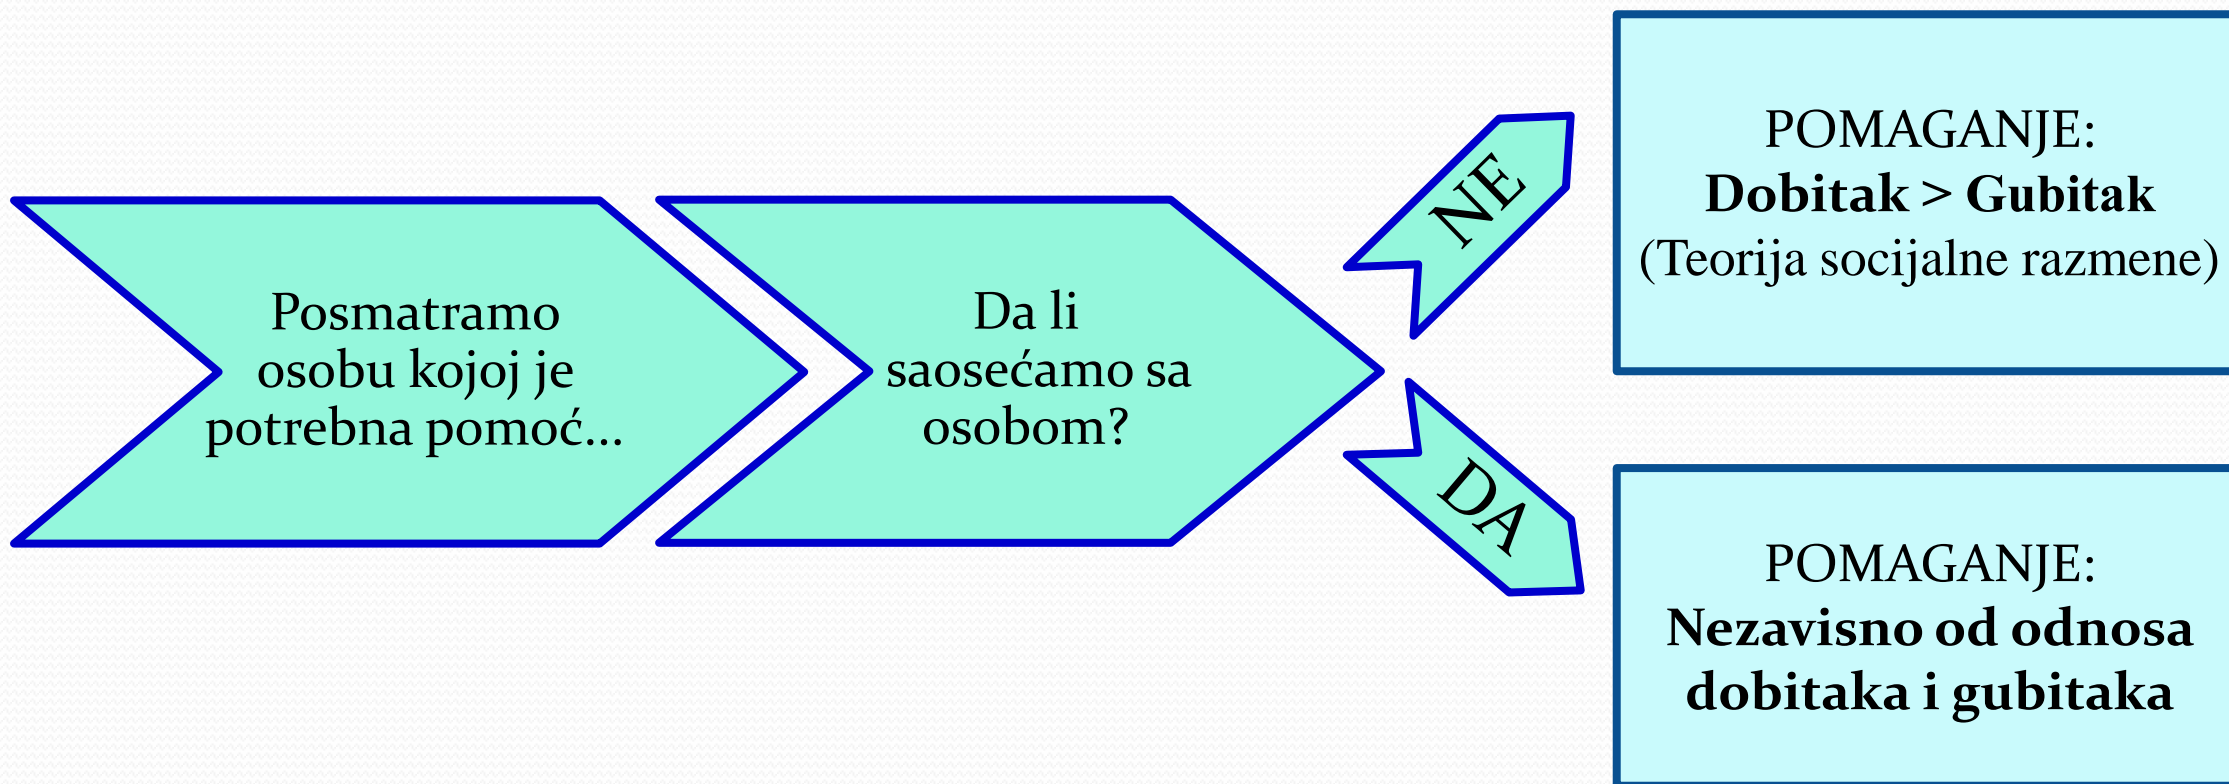 Posmatramo
osobu kojoj je
potrebna pomoć...
Da li
saosećamo sa
osobom?
NE
POMAGANJE:
Dobitak > Gubitak
(Teorija socijalne razmene)
DA
POMAGANJE:
Nezavisno od odnosa
dobitaka i gubitaka